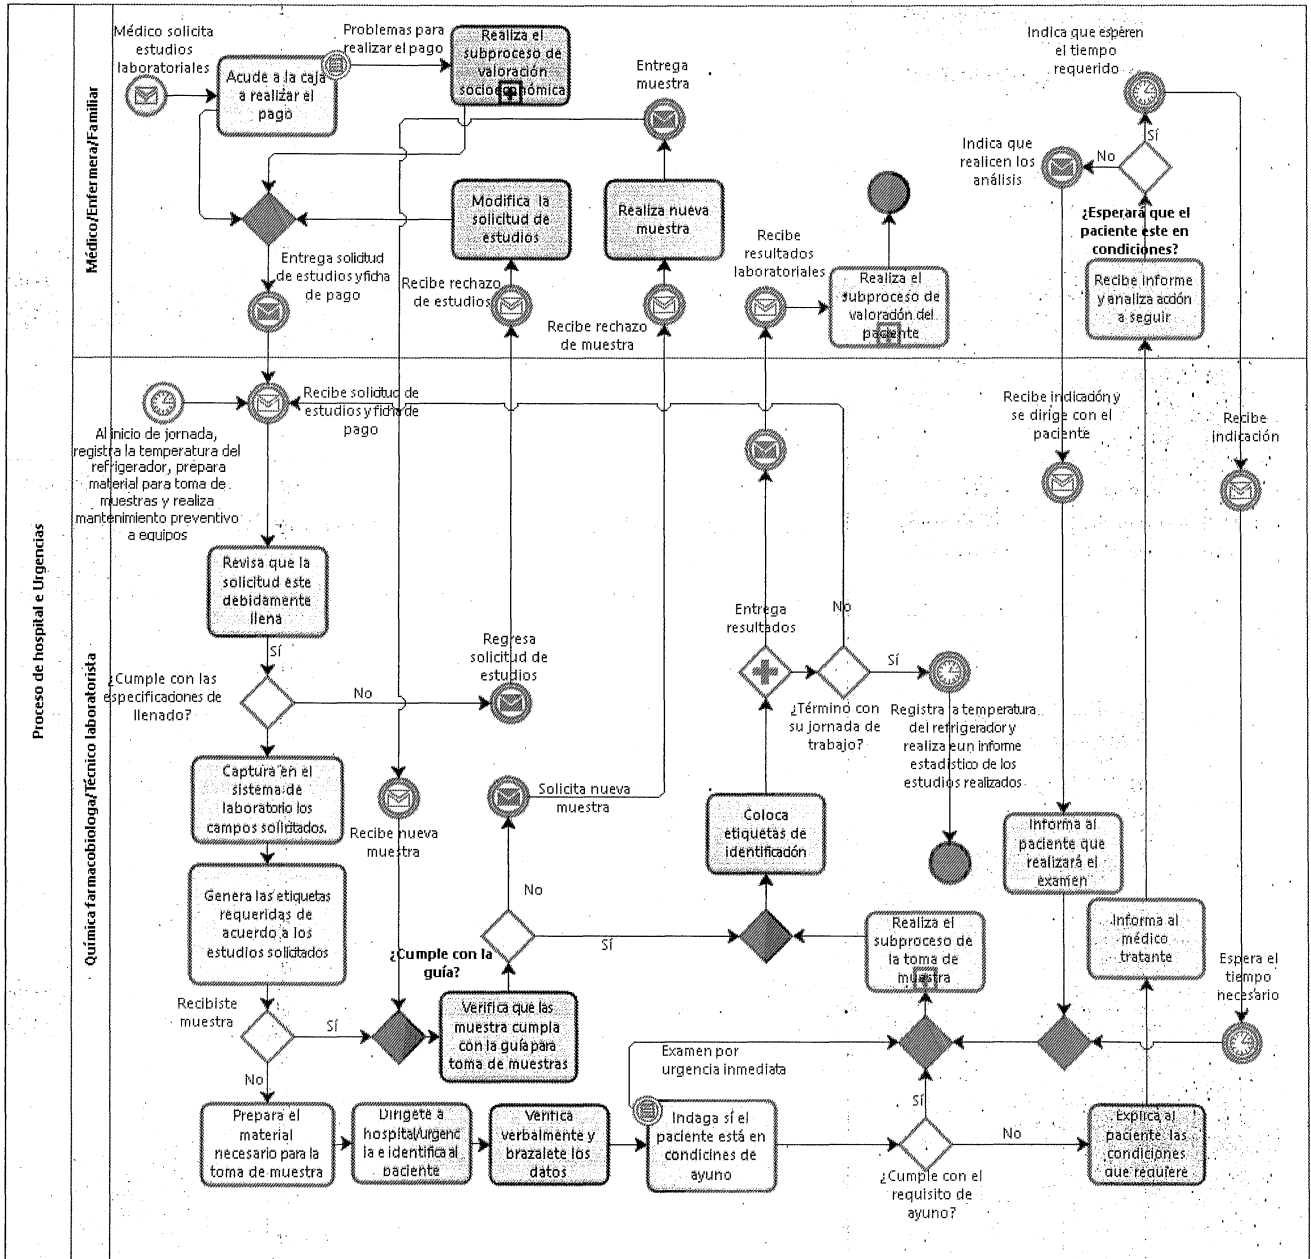 Proceso de hospital e Urgencias
Médico/Enfermera/Familiar
Médico solicita
estudios
laboratoriales
Acude a la caja
a realizar el
pago
Problemas para
realizar el pago
Realiza el
subproceso de
valoración
socioeconómica
Entrega
muestra
Modifica la
solicitud de
estudios
Realiza nueva
muestra
Entrega solicitud
de estudios y ficha
de pago
Recibe rechazo
de estudios
Recibe rechazo
de muestra
Recibe
resultados
laboratoriales
Realiza el
subproceso de
valoración del
paciente
Indica que esperen
el tiempo
requerido
Indica que
realicen los
análisis
No
Sí
¿Esperará que el
paciente este en
condiciones?
Recibe informe
y analiza acción
a seguir
Química farmacobiologa/Técnico laboratorista
Recibe solicitud de
estudios y ficha de
pago
Al inicio de jornada,
registra la temperatura del
refrigerador, prepara
material para toma de
muestras y realiza
mantenimiento preventivo
a equipos
Recibe indicación y
se dirige con el
paciente
Recibe
indicación
Revisa que la
solicitud este
debidamente
llena
Sí
¿Cumple con las
especificaciones de
llenado?
No
Regresa
solicitud de
estudios
Entrega
resultados
No
Sí
¿Término con
su jornada de
trabajo?
Registra la temperatura
del refrigerador y
realiza eun informe
estadístico de los
estudios realizados
Captura en el
sistema de
laboratorio los
campos solicitados.
Recibe nueva
muestra
Solicita nueva
muestra
Coloca
etiquetas de
identificación
Informa al
paciente que
realizará el
examen
Genera las etiquetas
requeridas de
acuerdo a los
estudios solicitados
No
¿Cumple con la
guía?
Sí
Realiza el
subproceso de
la toma de
muestra
Informa al
médico
tratante
Espera el
tiempo
necesario
Recibiste
muestra
Sí
Verifica que las
muestra cumpla
con la guía para
toma de muestras
Examen por
urgencia inmediata
No
Prepara el
material
necesario para la
toma de muestra
Dirigete a
hospital/urgenc
ia e identifica al
paciente
Verifica
verbalmente y
brazalete los
datos
Indaga sí el
paciente está en
condicines de
ayuno
Sí
No
¿Cumple con el
requisito de
ayuno?
Explica al
paciente las
condiciones
que requiere